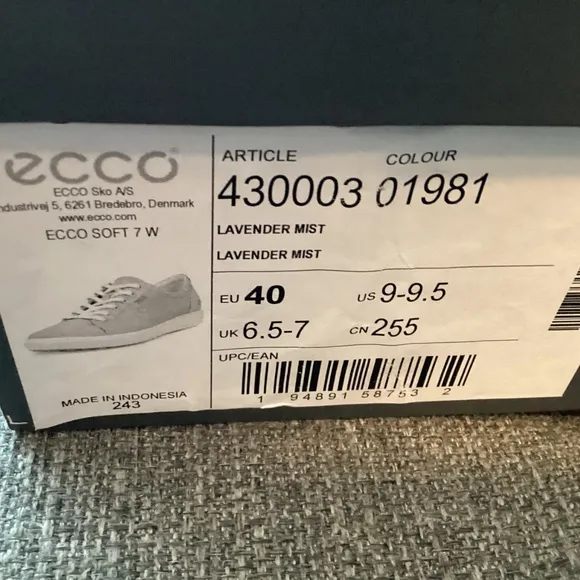 ecco
ECCO Sko A/S
ndustrivej 5, 6261 Bredebro, Denmark
www.ecco.com
ECCO SOFT 7 W
MADE IN INDONESIA
243
ARTICLE COLOUR
430003 01981
LAVENDER MIST
LAVENDER MIST
EU 40 US 9-9.5
UK 6.5-7 CN 255
UPC/EAN
1 94891 58753 2